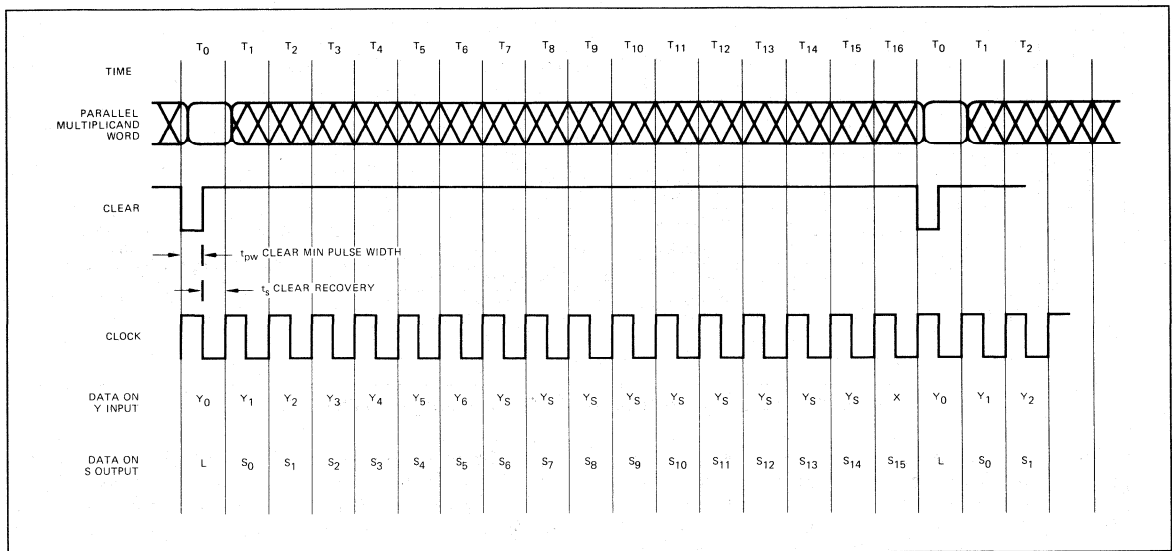 T0 T1 T2 T3 T4 T5 T6 T7 T8 T9 T10 T11 T12 T13 T14 T15 T16 T0 T1 T2
TIME
PARALLEL
MULTIPLICAND
WORD
CLEAR
tpw CLEAR MIN PULSE WIDTH
ts CLEAR RECOVERY
CLOCK
DATA ON
Y INPUT
Y0 Y1 Y2 Y3 Y4 Y5 Y6 YS YS YS YS YS YS YS YS YS X Y0 Y1 Y2
DATA ON
S OUTPUT
L S0 S1 S2 S3 S4 S5 S6 S7 S8 S9 S10 S11 S12 S13 S14 S15 L S0 S1